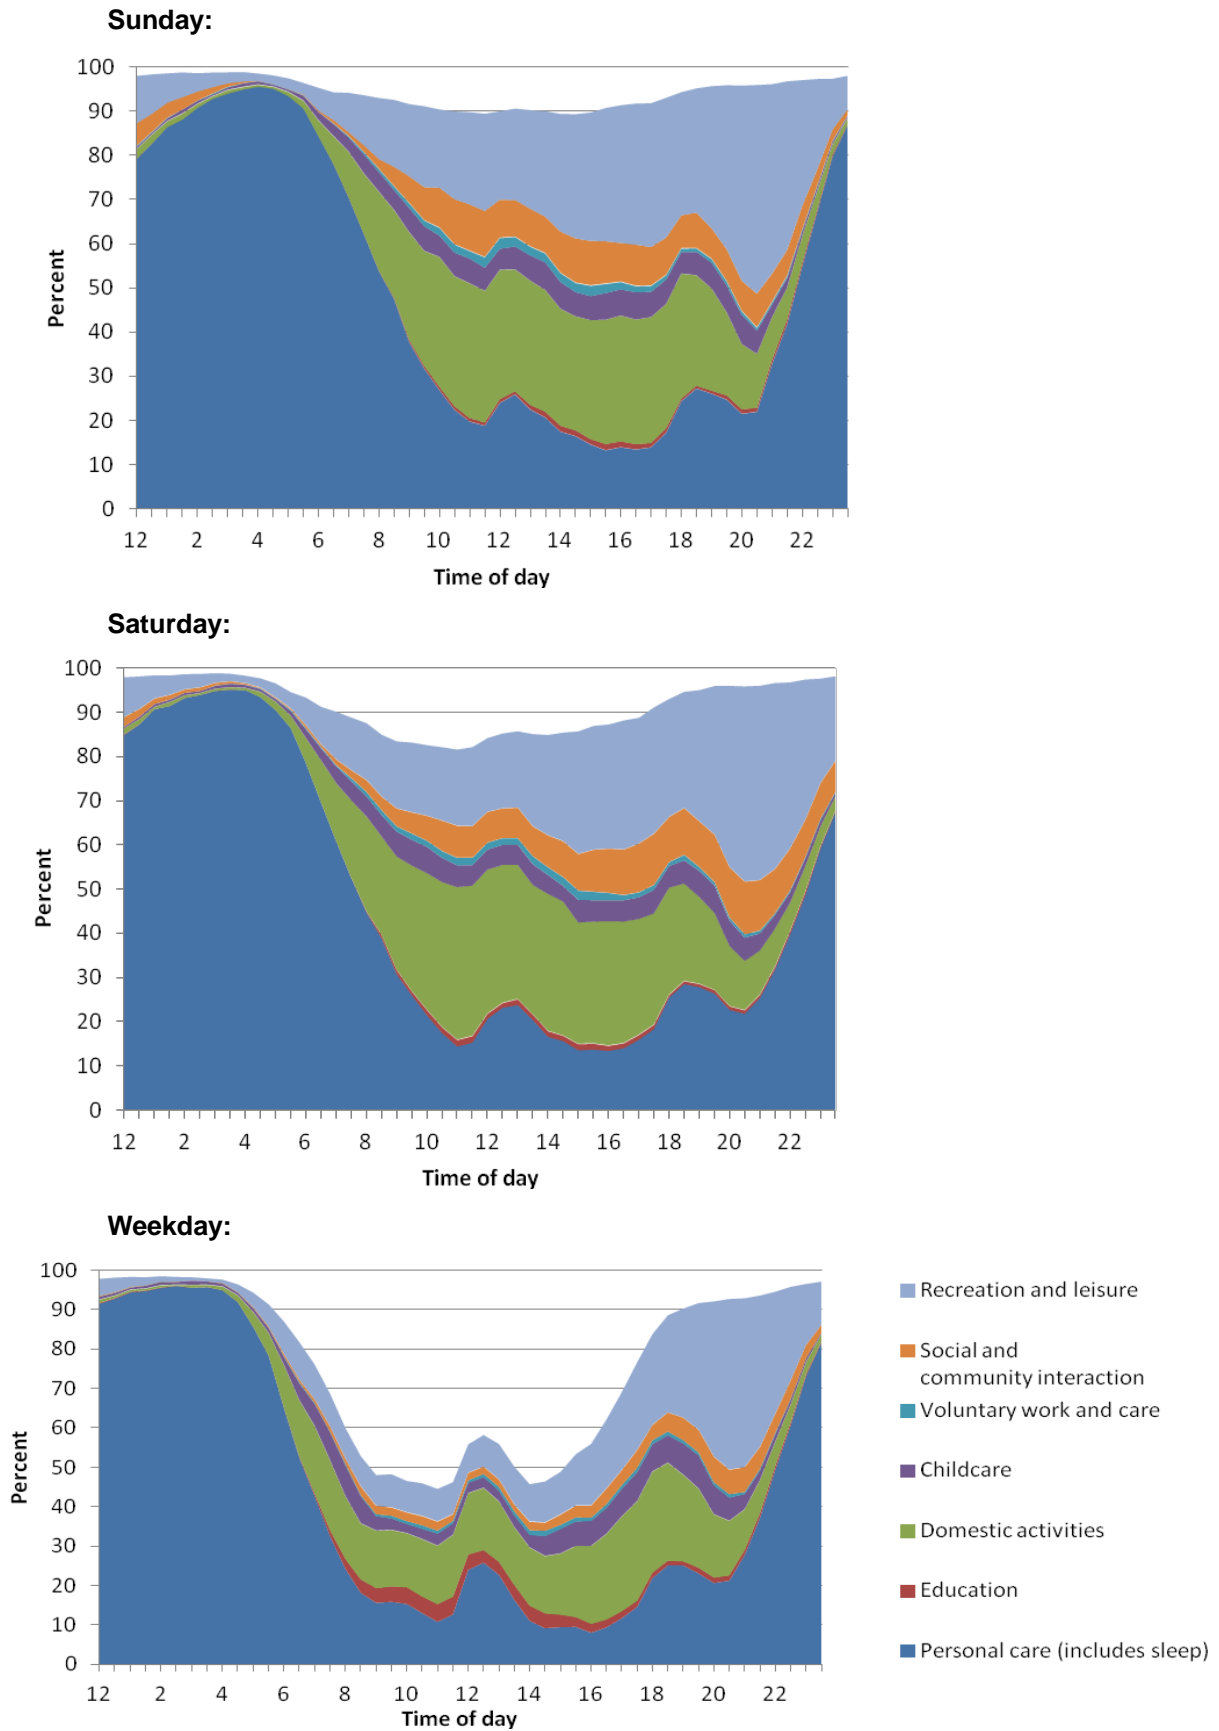 Sunday:
100
90
80
70
60
50
40
30
20
10
0
Percent
12 2 4 6 8 10 12 14 16 18 20 22
Time of day
Saturday:
100
90
80
70
60
50
40
30
20
10
0
Percent
12 2 4 6 8 10 12 14 16 18 20 22
Time of day
Weekday:
100
90
80
70
60
50
40
30
20
10
0
Percent
12 2 4 6 8 10 12 14 16 18 20 22
Time of day
Recreation and leisure
Social and
community interaction
Voluntary work and care
Childcare
Domestic activities
Education
Personal care (includes sleep)